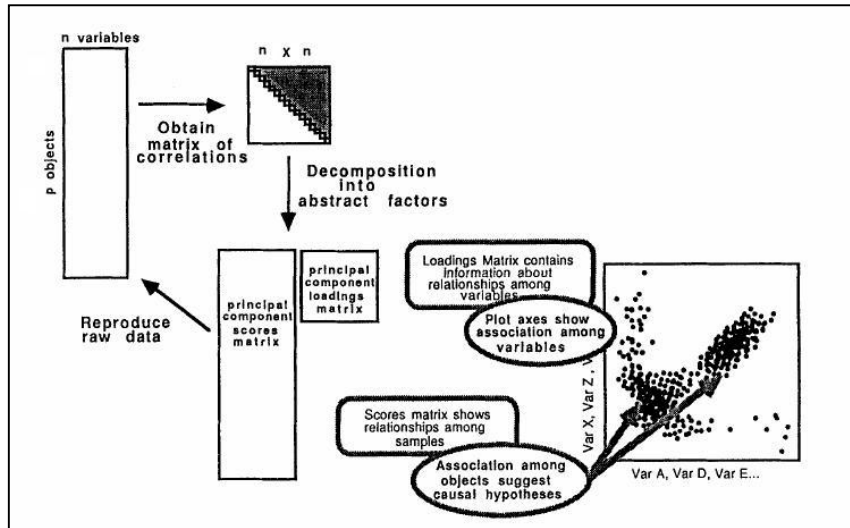 n variables
p objects
n x n
Obtain
matrix of
correlations
Decomposition
into
abstract factors
principal
component
scores
matrix
principal
component
loadings
matrix
Reproduce
raw data
Loadings Matrix contains
information about
relationships among
variables
Plot axes show
association among
variables
Scores matrix shows
relationships among
samples
Association among
objects suggest
causal hypotheses
Var X, Var Z,
Var A, Var D, Var E...